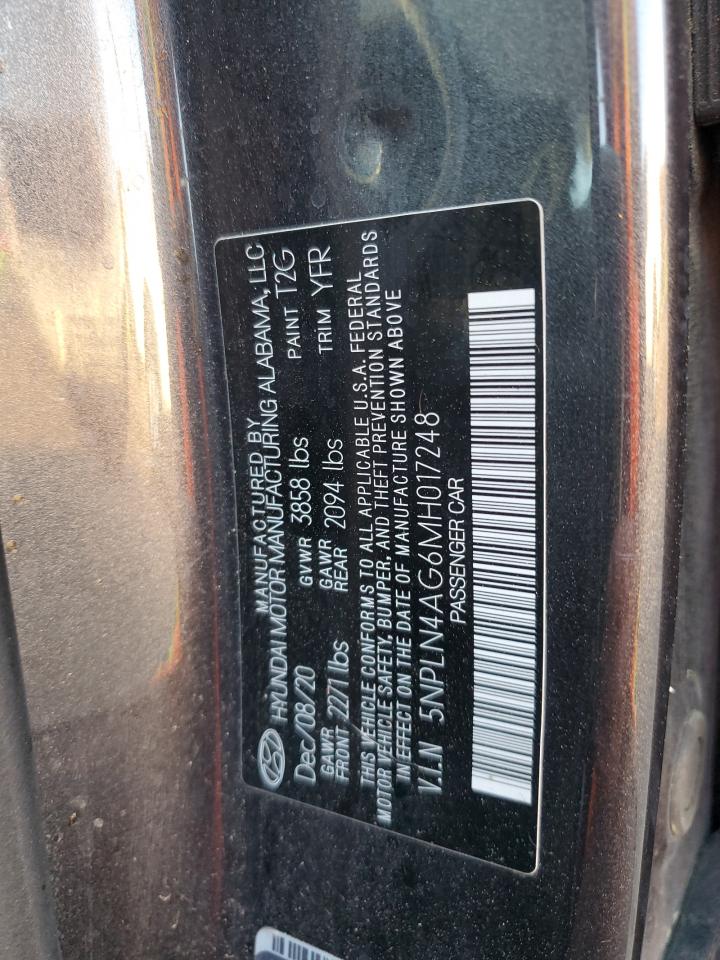 MANUFACTURED BY
HYUNDAI MOTOR MANUFACTURING ALABAMA, LLC
Dec/08/20 GVWR 3858 lbs PAINT T2G
GAWR FRONT 2271 lbs GAWR REAR 2094 lbs TRIM YFR
THIS VEHICLE CONFORMS TO ALL APPLICABLE U.S.A. FEDERAL
MOTOR VEHICLE SAFETY, BUMPER, AND THEFT PREVENTION STANDARDS
IN EFFECT ON THE DATE OF MANUFACTURE SHOWN ABOVE
V.I.N 5NPLN4AG6MH017248
PASSENGER CAR